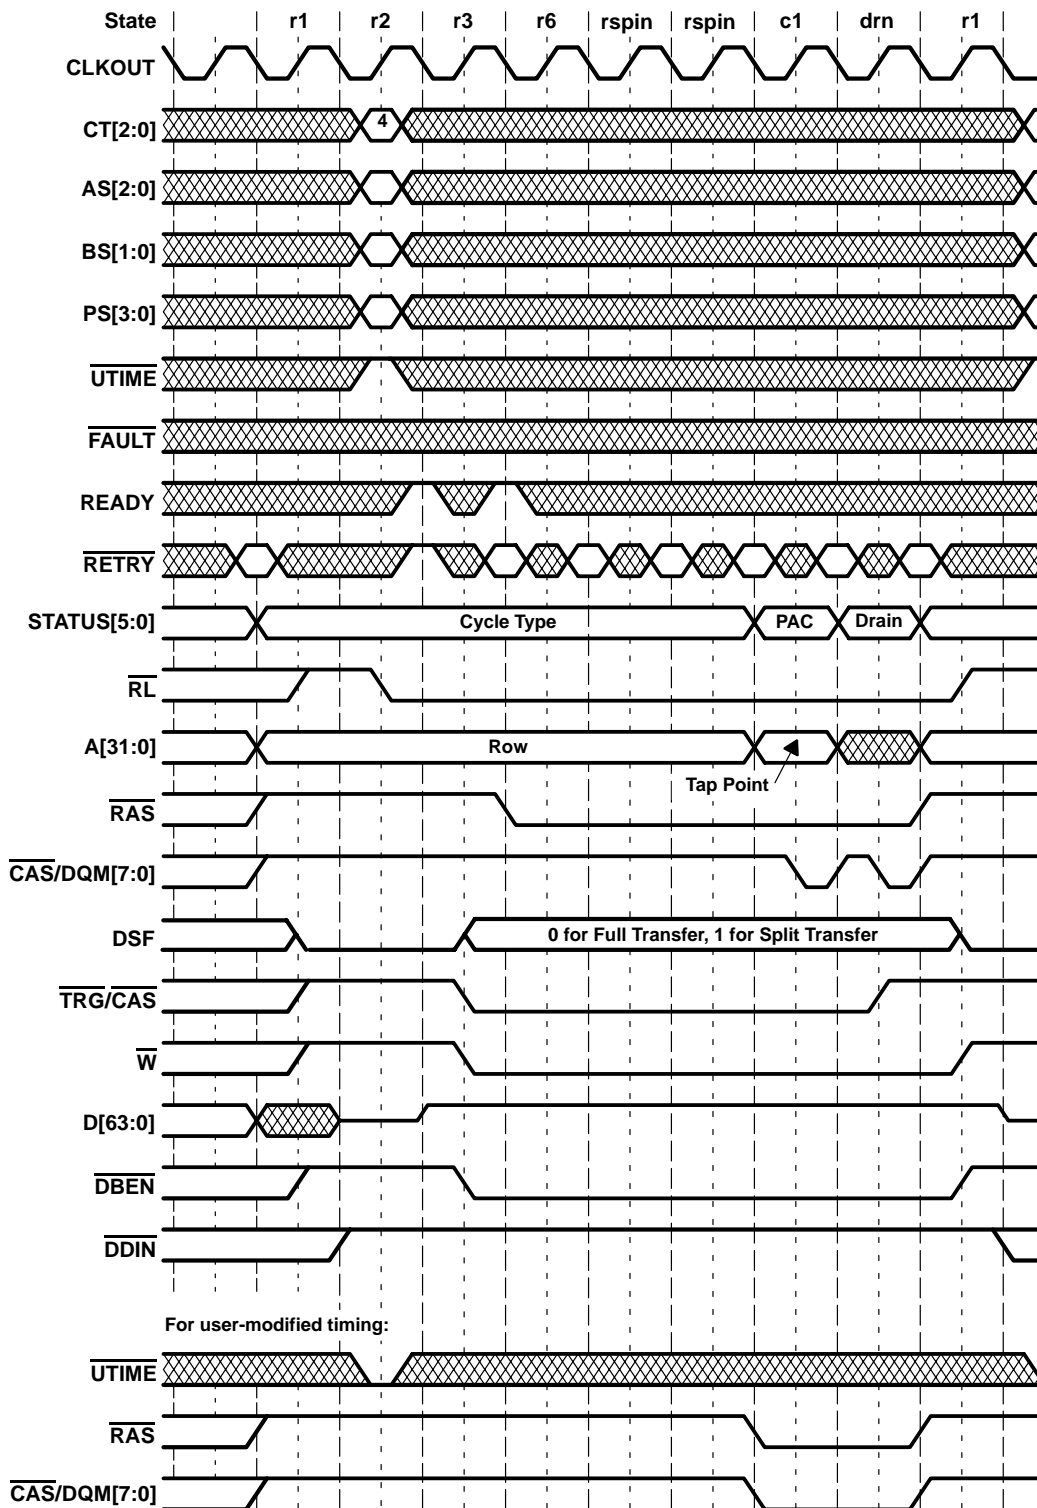 State r1 r2 r3 r6 rspin rspin c1 drn r1
CLKOUT
CT[2:0] 4
AS[2:0]
BS[1:0]
PS[3:0]
UTIME
FAULT
READY
RETRY
STATUS[5:0] Cycle Type PAC Drain
RL
A[31:0] Row
Tap Point
RAS
CAS/DQM[7:0]
DSF 0 for Full Transfer, 1 for Split Transfer
TRG/CAS
W
D[63:0]
DBEN
DDIN
For user-modified timing:
UTIME
RAS
CAS/DQM[7:0]